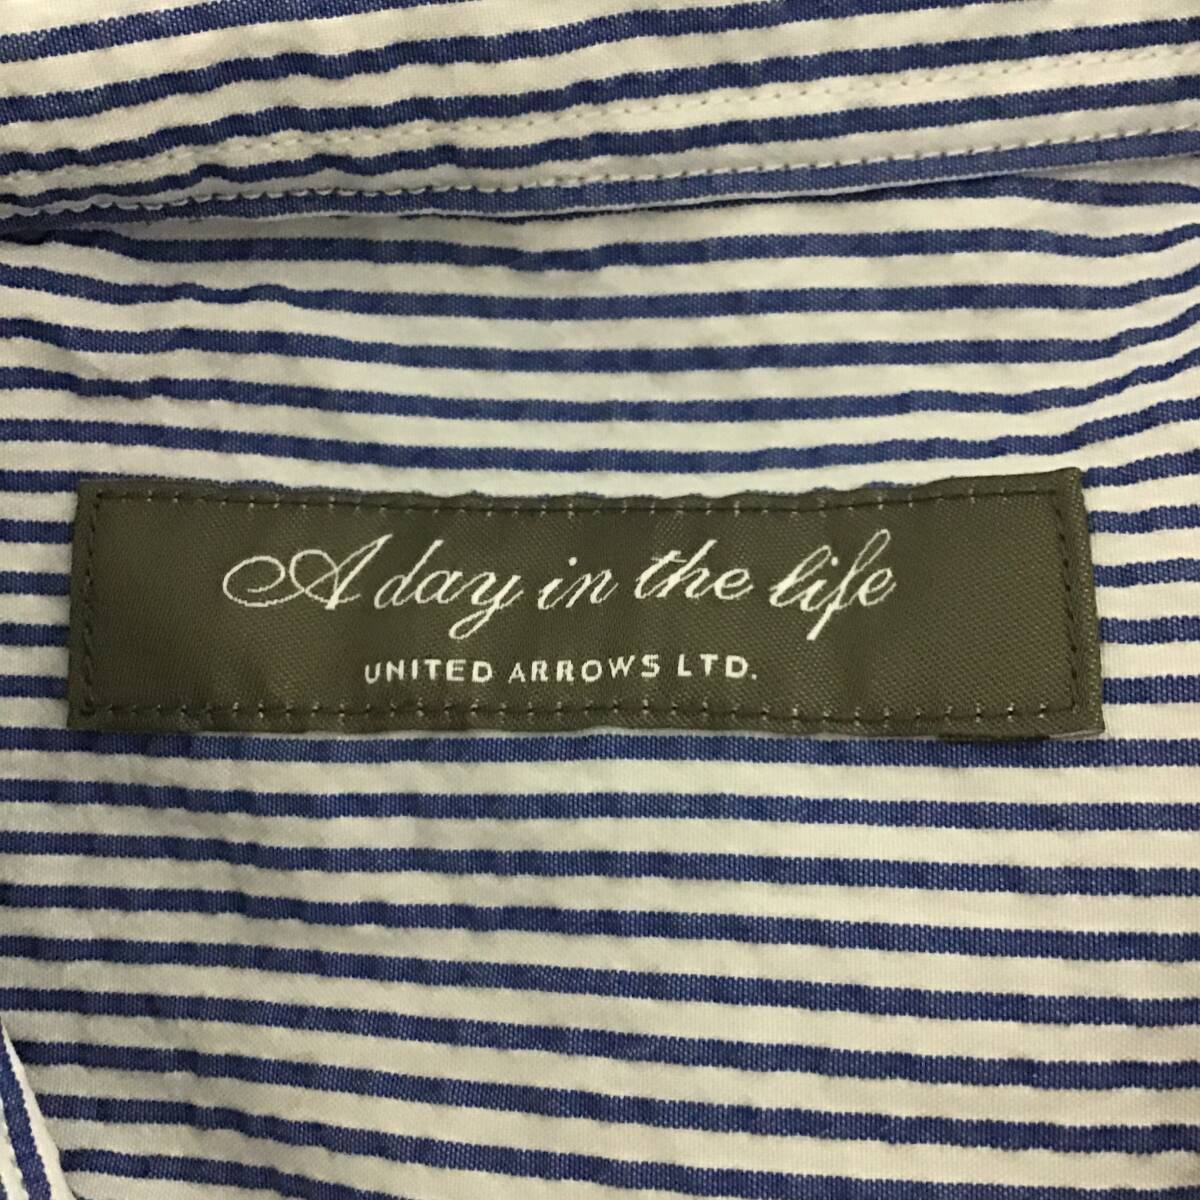 A day in the life
UNITED ARROWS LTD.